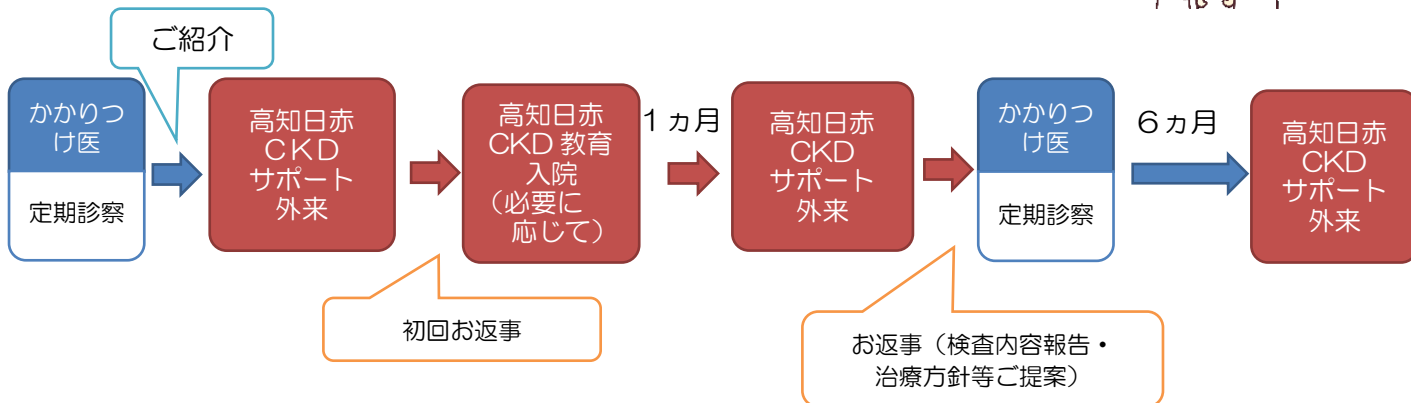 ご紹介
かかりつ
け医
定期診察
高知日赤
ＣＫＤ
サポート
外来
高知日赤
CKD 教育
入院
（必要に
応じて）
１ヵ月
高知日赤
CKD
サポート
外来
かかりつ
け医
定期診察
６ヵ月
高知日赤
CKD
サポート
外来
初回お返事
お返事（検査内容報告・
治療方針等ご提案）